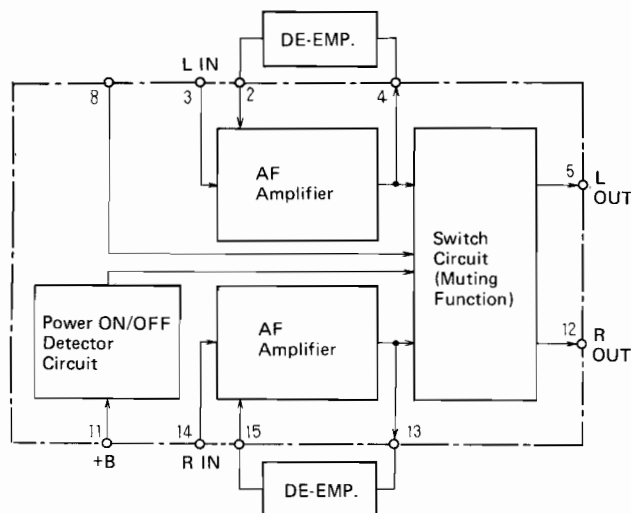 DE-EMP.
L IN
8
3
2
4
AF
Amplifier
5
L
OUT
Switch
Circuit
(Muting
Function)
Power ON/OFF
Detector
Circuit
AF
Amplifier
12
R
OUT
11
14
15
13
+B
R IN
DE-EMP.